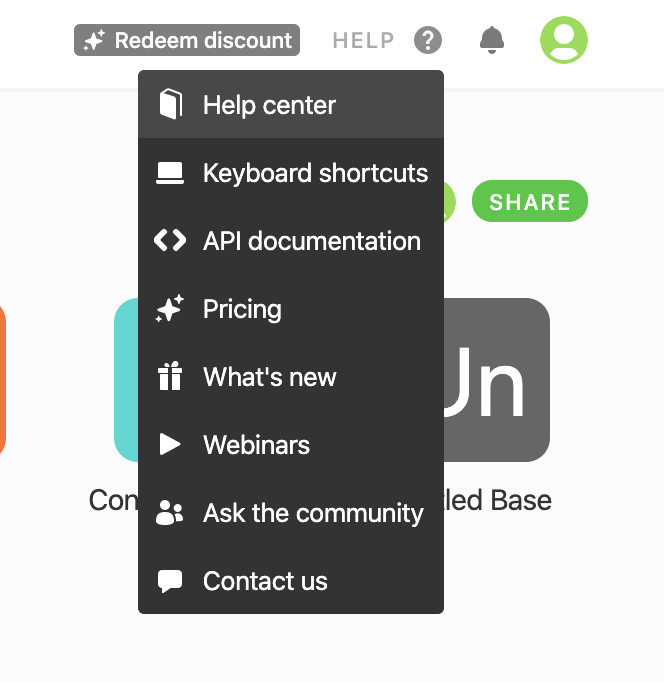 Redeem discount
HELP
?
Help center
Keyboard shortcuts
SHARE
API documentation
Pricing
What's new
Un
Webinars
Con
tled Base
Ask the community
Contact us